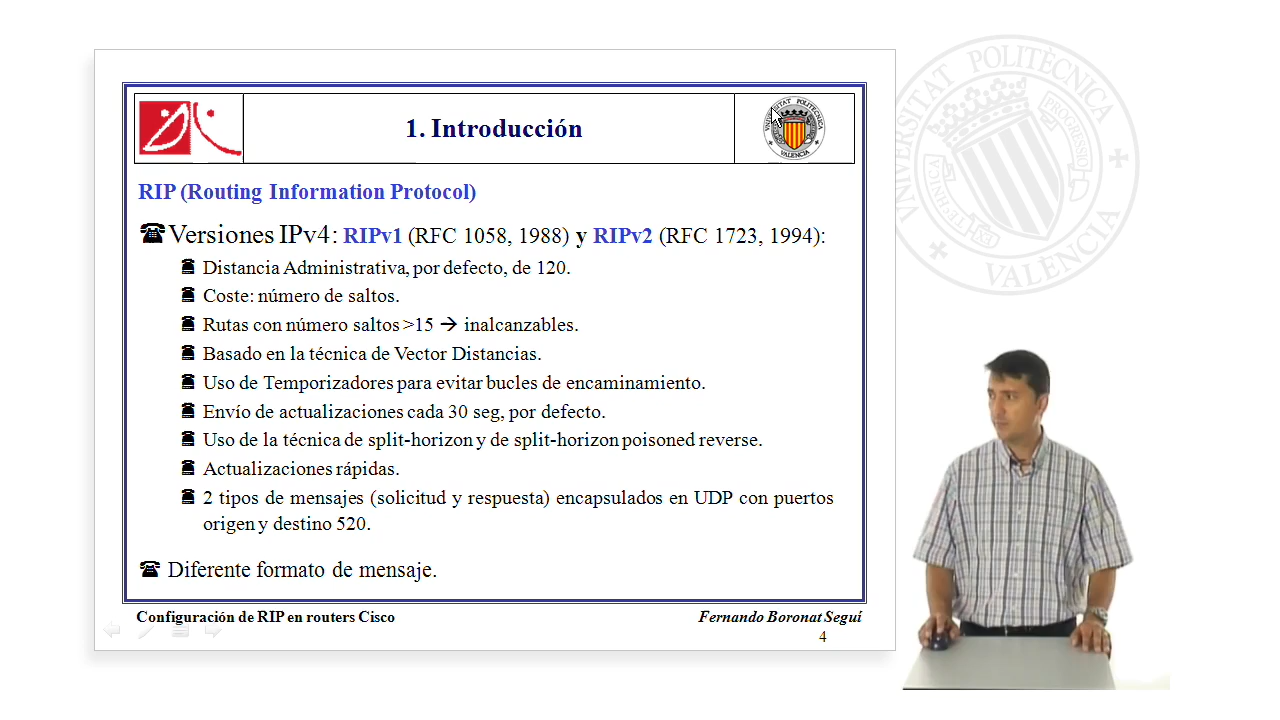 1. Introducción
UNIVERSITAT POLITÈCNICA
VALÈNCIA
RIP (Routing Information Protocol)
Versiones IPv4: RIPv1 (RFC 1058, 1988) y RIPv2 (RFC 1723, 1994):
Distancia Administrativa, por defecto, de 120.
Coste: número de saltos.
Rutas con número saltos >15 → inalcanzables.
Basado en la técnica de Vector Distancias.
Uso de Temporizadores para evitar bucles de encaminamiento.
Envío de actualizaciones cada 30 seg, por defecto.
Uso de la técnica de split-horizon y de split-horizon poisoned reverse.
Actualizaciones rápidas.
2 tipos de mensajes (solicitud y respuesta) encapsulados en UDP con puertos
origen y destino 520.
Diferente formato de mensaje.
Configuración de RIP en routers Cisco
Fernando Boronat Seguí
4
UNIVERSITAT POLITÈCNICA
VALÈNCIA